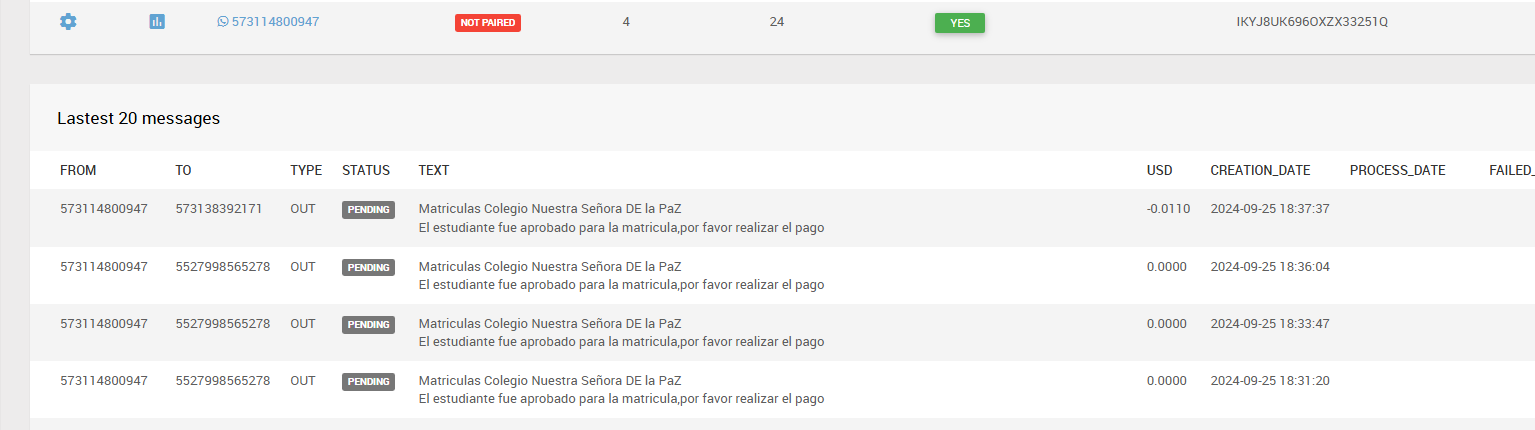 573114800947 NOT PAIRED 4 24 YES IKYJ8UK696OXZX33251Q
Lastest 20 messages
FROM TO TYPE STATUS TEXT USD CREATION_DATE PROCESS_DATE FAILED_
573114800947 573138392171 OUT PENDING Matriculas Colegio Nuestra Señora DE la PaZ -0.0110 2024-09-25 18:37:37
El estudiante fue aprobado para la matricula,por favor realizar el pago
573114800947 5527998565278 OUT PENDING Matriculas Colegio Nuestra Señora DE la PaZ 0.0000 2024-09-25 18:36:04
El estudiante fue aprobado para la matricula,por favor realizar el pago
573114800947 5527998565278 OUT PENDING Matriculas Colegio Nuestra Señora DE la PaZ 0.0000 2024-09-25 18:33:47
El estudiante fue aprobado para la matricula,por favor realizar el pago
573114800947 5527998565278 OUT PENDING Matriculas Colegio Nuestra Señora DE la PaZ 0.0000 2024-09-25 18:31:20
El estudiante fue aprobado para la matricula,por favor realizar el pago